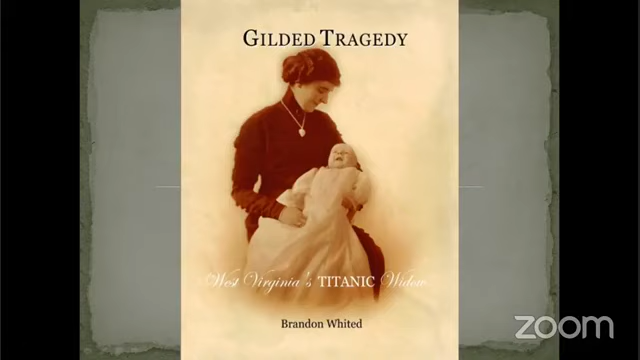 GILDED TRAGEDY
West Virginia's TITANIC Widow
Brandon Whited
zoom